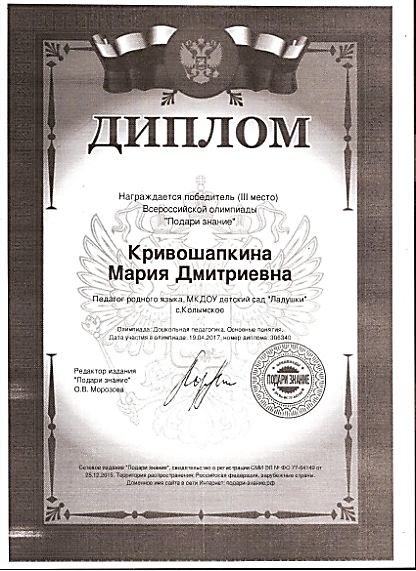 ДИПЛОМ
Награждается победитель (III место)
Всероссийской олимпиады
"Подари знание"
Кривошапкина
Мария Дмитриевна
Педагог родного языка, МКДОУ детский сад "Ладушки"
с.Колымское
Олимпиада: Дошкольная педагогика. Основные понятия.
Дата участия в олимпиаде: 19.04.2017, номер диплома: 306340
Редактор издания
"Подари знание"
О.В. Морозова
ПОДАРИ ЗНАНИЕ
Сетевое издание "Подари знание", свидетельство о регистрации СМИ ЭЛ № ФС 77-64140 от
25.12.2015. Территория распространения: Российская федерация, зарубежные страны.
Доменное имя сайта в сети Интернет: подари-знание.рф